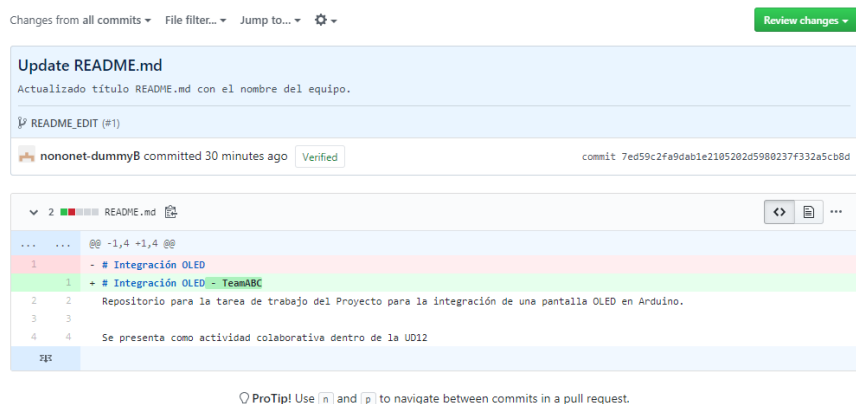 Changes from all commits File filter... Jump to... Review changes
Update README.md
Actualizado título README.md con el nombre del equipo.
README_EDIT (#1)
nononet-dummyB committed 30 minutes ago Verified commit 7ed59c2fa9dab1e2105202d5980237f332a5cb8d
2 README.md <> ...
... ... @@ -1,4 +1,4 @@
1 - # Integración OLED
1 + # Integración OLED - TeamABC
2 2 Repositorio para la tarea de trabajo del Proyecto para la integración de una pantalla OLED en Arduino.
3 3
4 4 Se presenta como actividad colaborativa dentro de la UD12
ProTip! Use n and p to navigate between commits in a pull request.